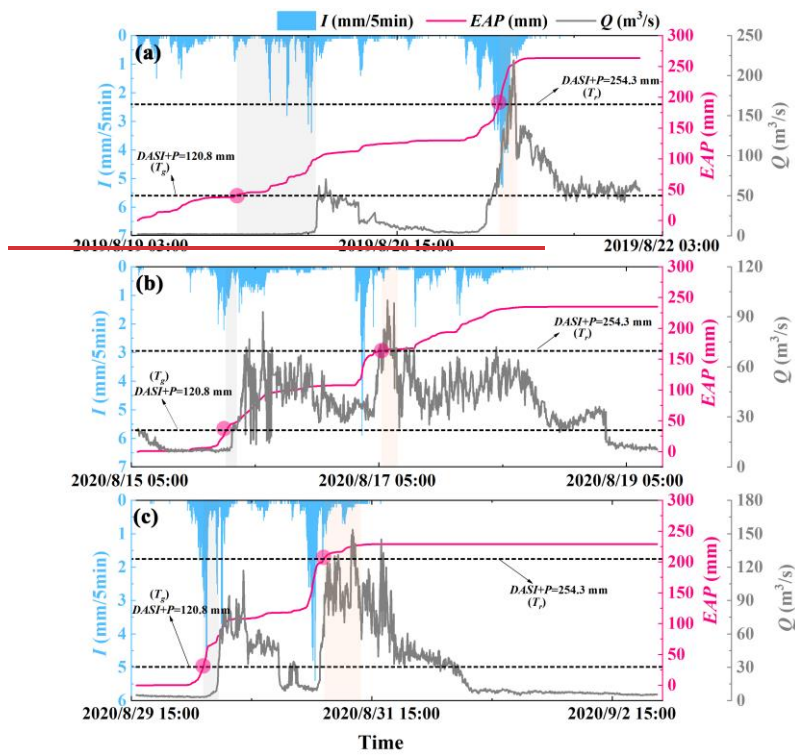 I (mm/5min) EAP (mm) Q (m³/s)
(a)
0 1 2 3 4 5 6 7
I (mm/5min)
DASI+P=254.3 mm
(Tᵣ)
DASI+P=120.8 mm
(T_g)
300 250 200 150 100 50 0
EAP (mm)
250 200 150 100 50 0
Q (m³/s)
2019/8/19 03:00 2019/8/20 15:00 2019/8/22 03:00
(b)
0 1 2 3 4 5 6 7
I (mm/5min)
DASI+P=254.3 mm
(Tᵣ)
(T_g)
DASI+P=120.8 mm
300 250 200 150 100 50 0
EAP (mm)
120 90 60 30 0
Q (m³/s)
2020/8/15 05:00 2020/8/17 05:00 2020/8/19 05:00
(c)
0 1 2 3 4 5 6
I (mm/5min)
(T_g)
DASI+P=120.8 mm
DASI+P=254.3 mm
(Tᵣ)
300 250 200 150 100 50 0
EAP (mm)
180 150 120 90 60 30 0
Q (m³/s)
2020/8/29 15:00 2020/8/31 15:00 2020/9/2 15:00
Time